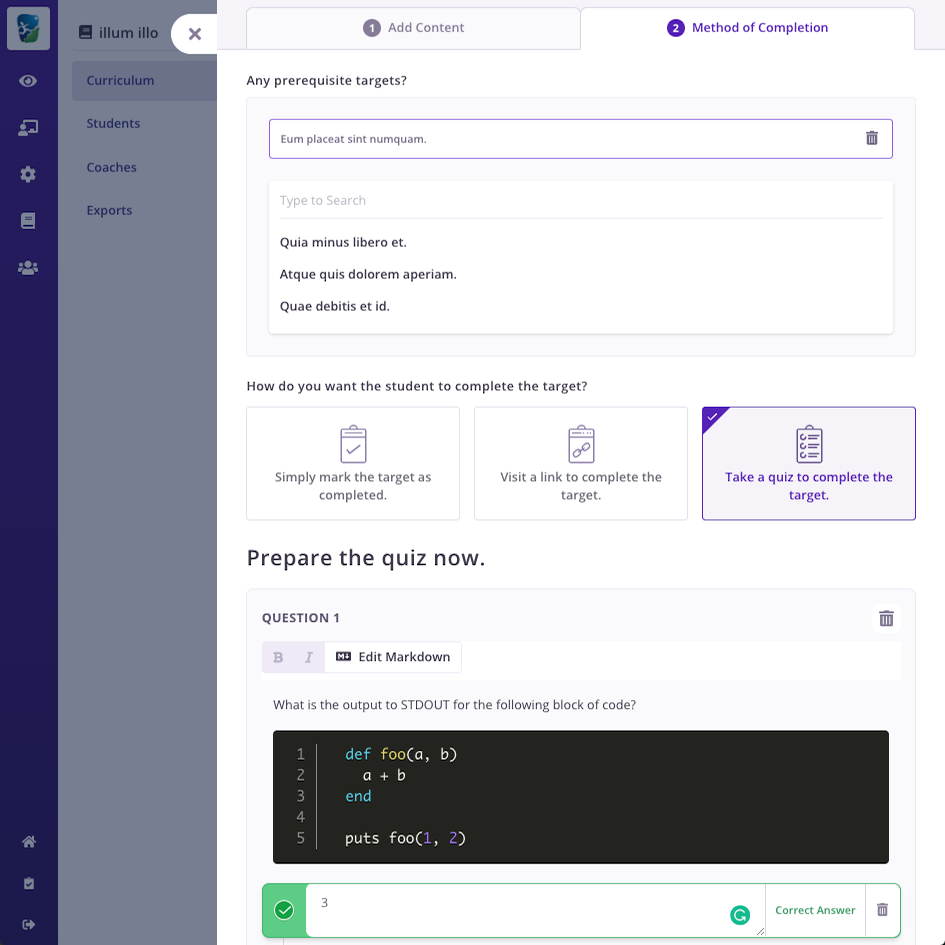 illum illo
Curriculum
Students
Coaches
Exports
1 Add Content
2 Method of Completion
Any prerequisite targets?
Eum placeat sint numquam.
Type to Search
Quia minus libero et.
Atque quis dolorem aperiam.
Quae debitis et id.
How do you want the student to complete the target?
Simply mark the target as
completed.
Visit a link to complete the
target.
Take a quiz to complete the
target.
Prepare the quiz now.
QUESTION 1
B I Edit Markdown
What is the output to STDOUT for the following block of code?
1 def foo(a, b)
2 a + b
3 end
4
5 puts foo(1, 2)
3
Correct Answer